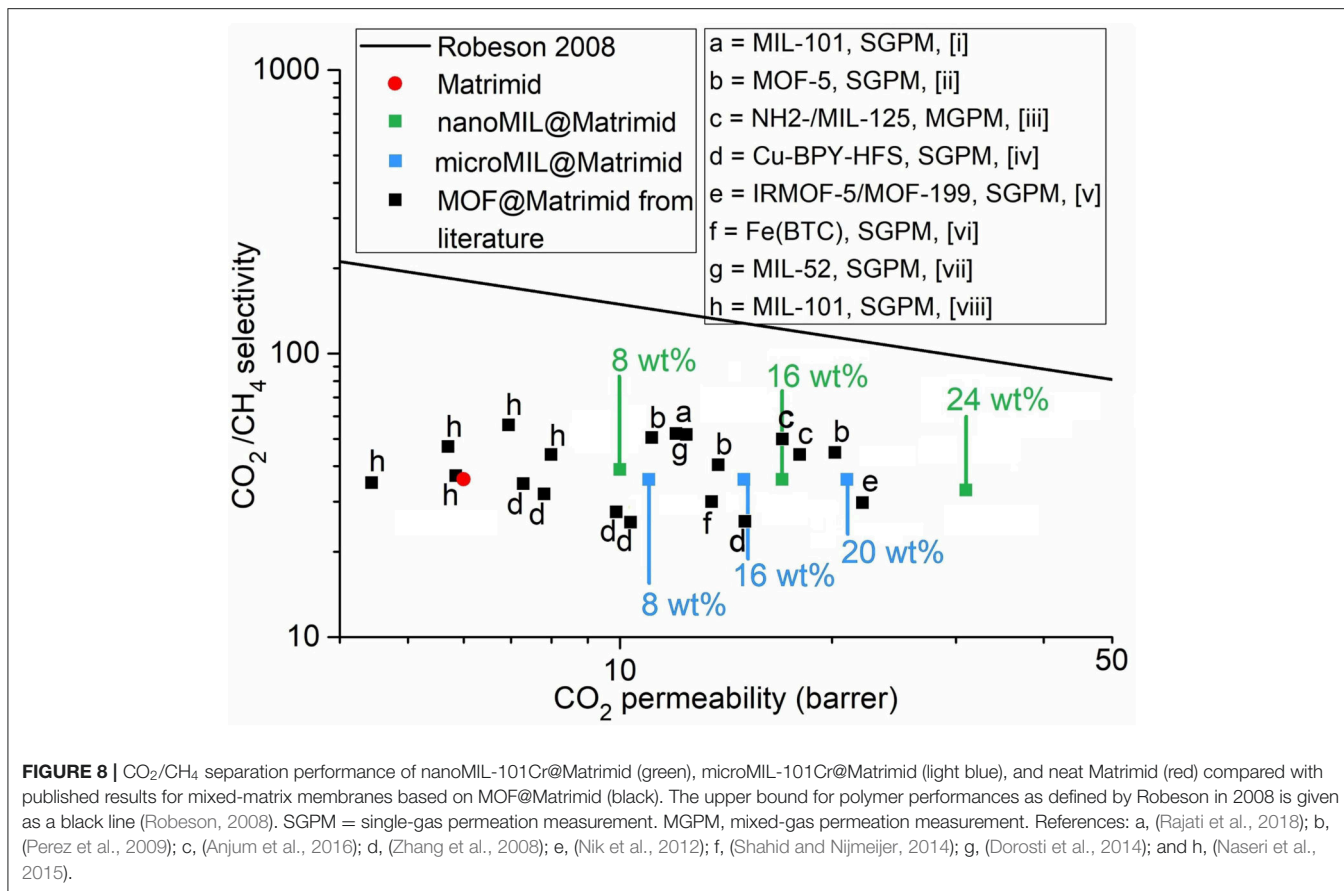 Robeson 2008
Matrimid
nanoMIL@Matrimid
microMIL@Matrimid
MOF@Matrimid from
literature
a = MIL-101, SGPM, [i]
b = MOF-5, SGPM, [ii]
c = NH2-/MIL-125, MGPM, [iii]
d = Cu-BPY-HFS, SGPM, [iv]
e = IRMOF-5/MOF-199, SGPM, [v]
f = Fe(BTC), SGPM, [vi]
g = MIL-52, SGPM, [vii]
h = MIL-101, SGPM, [viii]
1000
100
10
CO₂/CH₄ selectivity
8 wt%
16 wt%
24 wt%
h
h
h
h
h
d
d
d
d
b
a
g
b
f
d
c
c
b
e
8 wt%
16 wt%
20 wt%
10
50
CO₂ permeability (barrer)
FIGURE 8 | CO₂/CH₄ separation performance of nanoMIL-101Cr@Matrimid (green), microMIL-101Cr@Matrimid (light blue), and neat Matrimid (red) compared with
published results for mixed-matrix membranes based on MOF@Matrimid (black). The upper bound for polymer performances as defined by Robeson in 2008 is given
as a black line (Robeson, 2008). SGPM = single-gas permeation measurement. MGPM, mixed-gas permeation measurement. References: a, (Rajati et al., 2018); b,
(Perez et al., 2009); c, (Anjum et al., 2016); d, (Zhang et al., 2008); e, (Nik et al., 2012); f, (Shahid and Nijmeijer, 2014); g, (Dorosti et al., 2014); and h, (Naseri et al.,
2015).